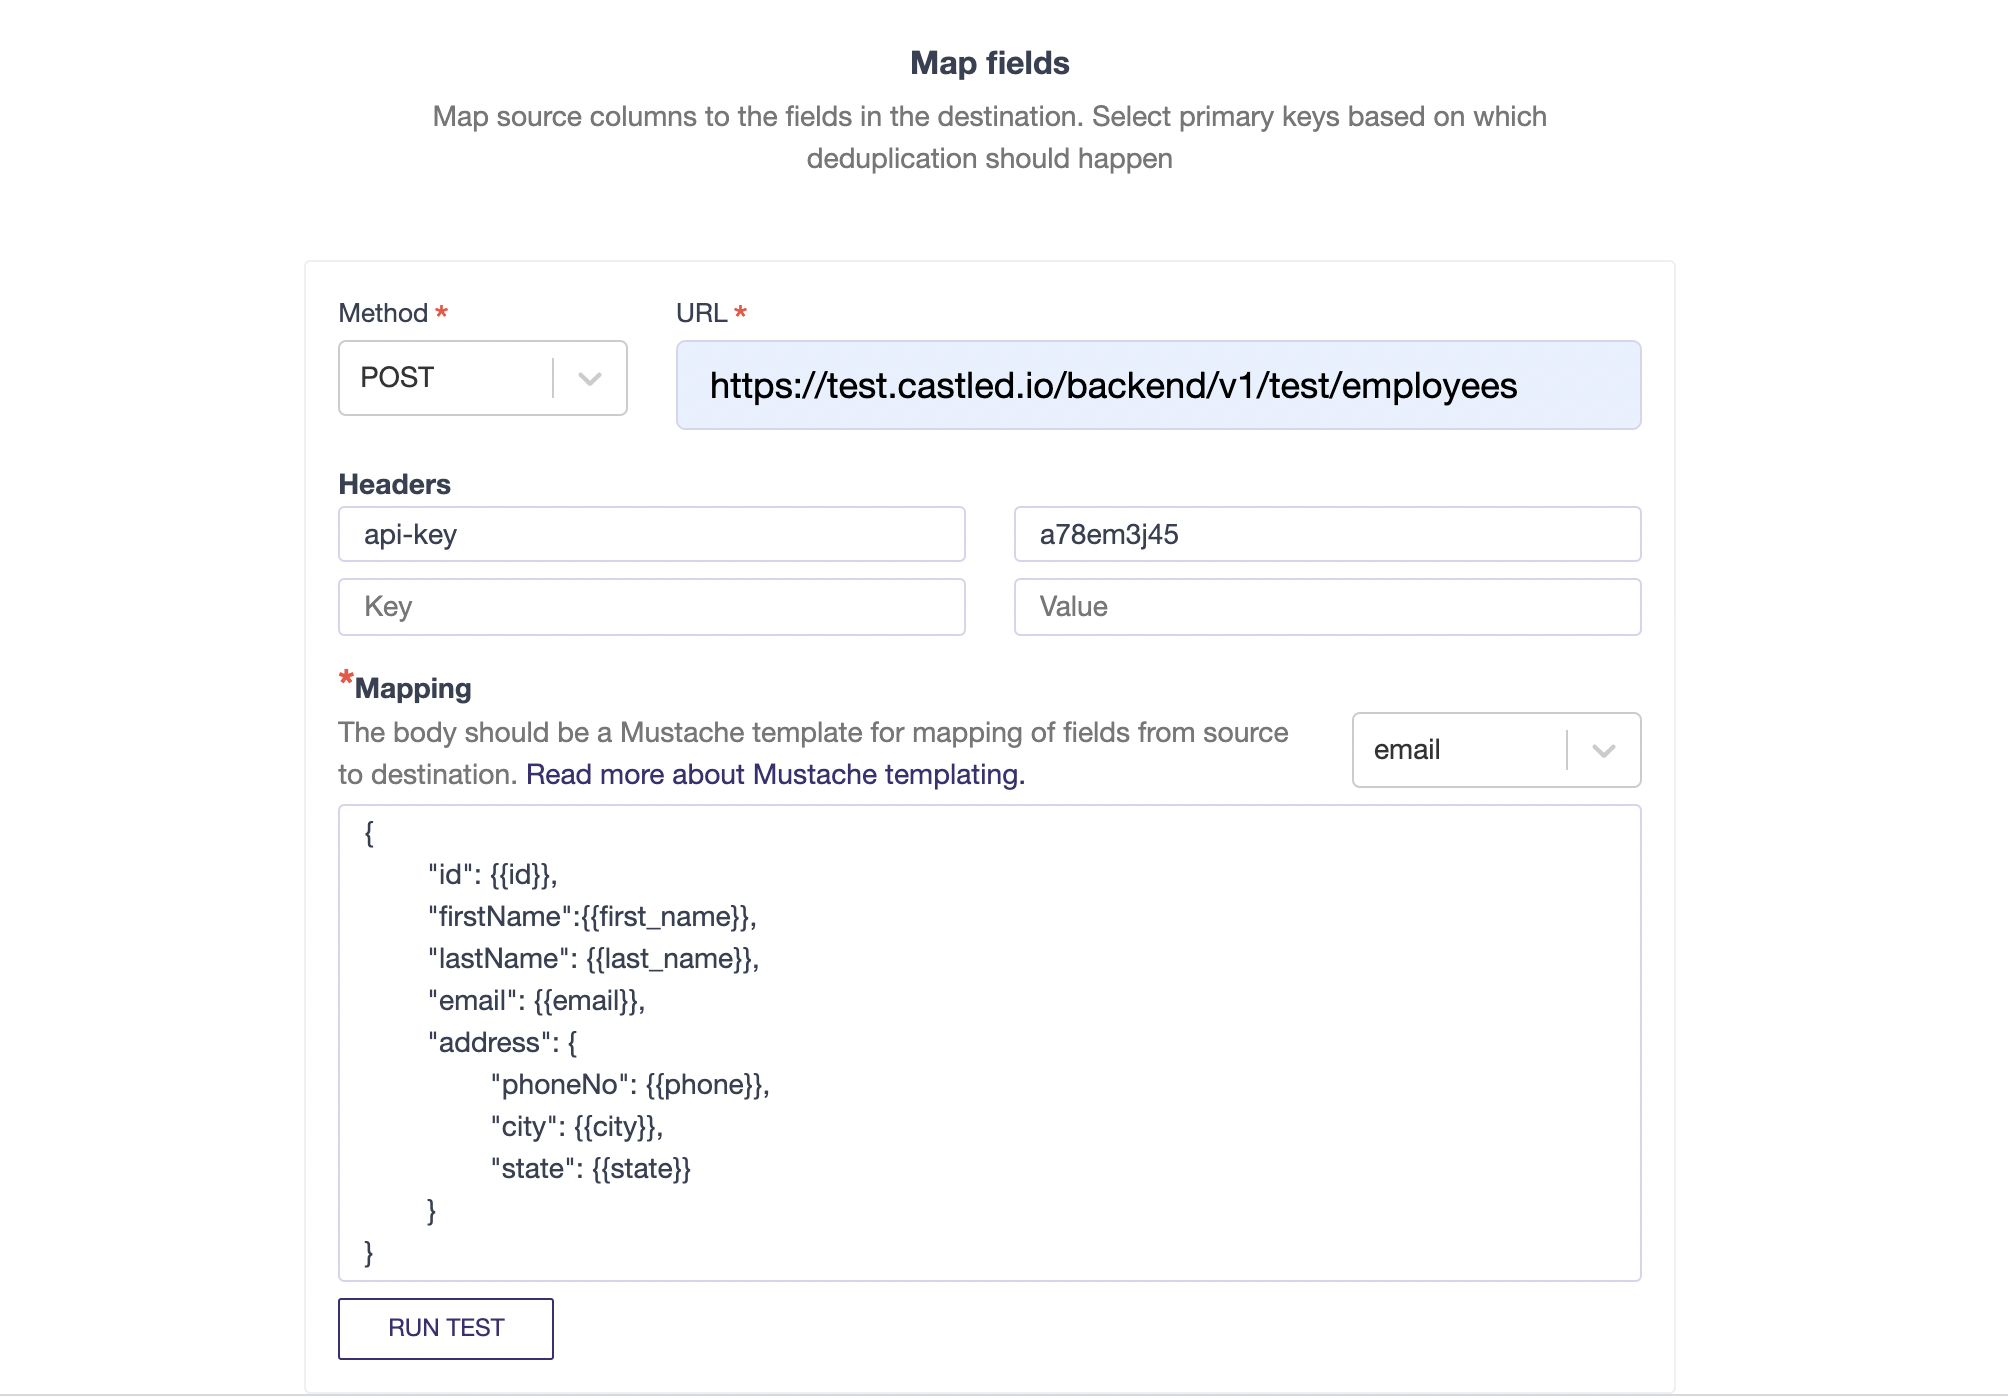 Map fields
Map source columns to the fields in the destination. Select primary keys based on which
deduplication should happen
Method *
URL *
POST
https://test.castled.io/backend/v1/test/employees
Headers
api-key
a78em3j45
Key
Value
*Mapping
The body should be a Mustache template for mapping of fields from source
to destination. Read more about Mustache templating.
email
{
"id": {{id}},
"firstName":{{first_name}},
"lastName": {{last_name}},
"email": {{email}},
"address": {
"phoneNo": {{phone}},
"city": {{city}},
"state": {{state}}
}
}
RUN TEST